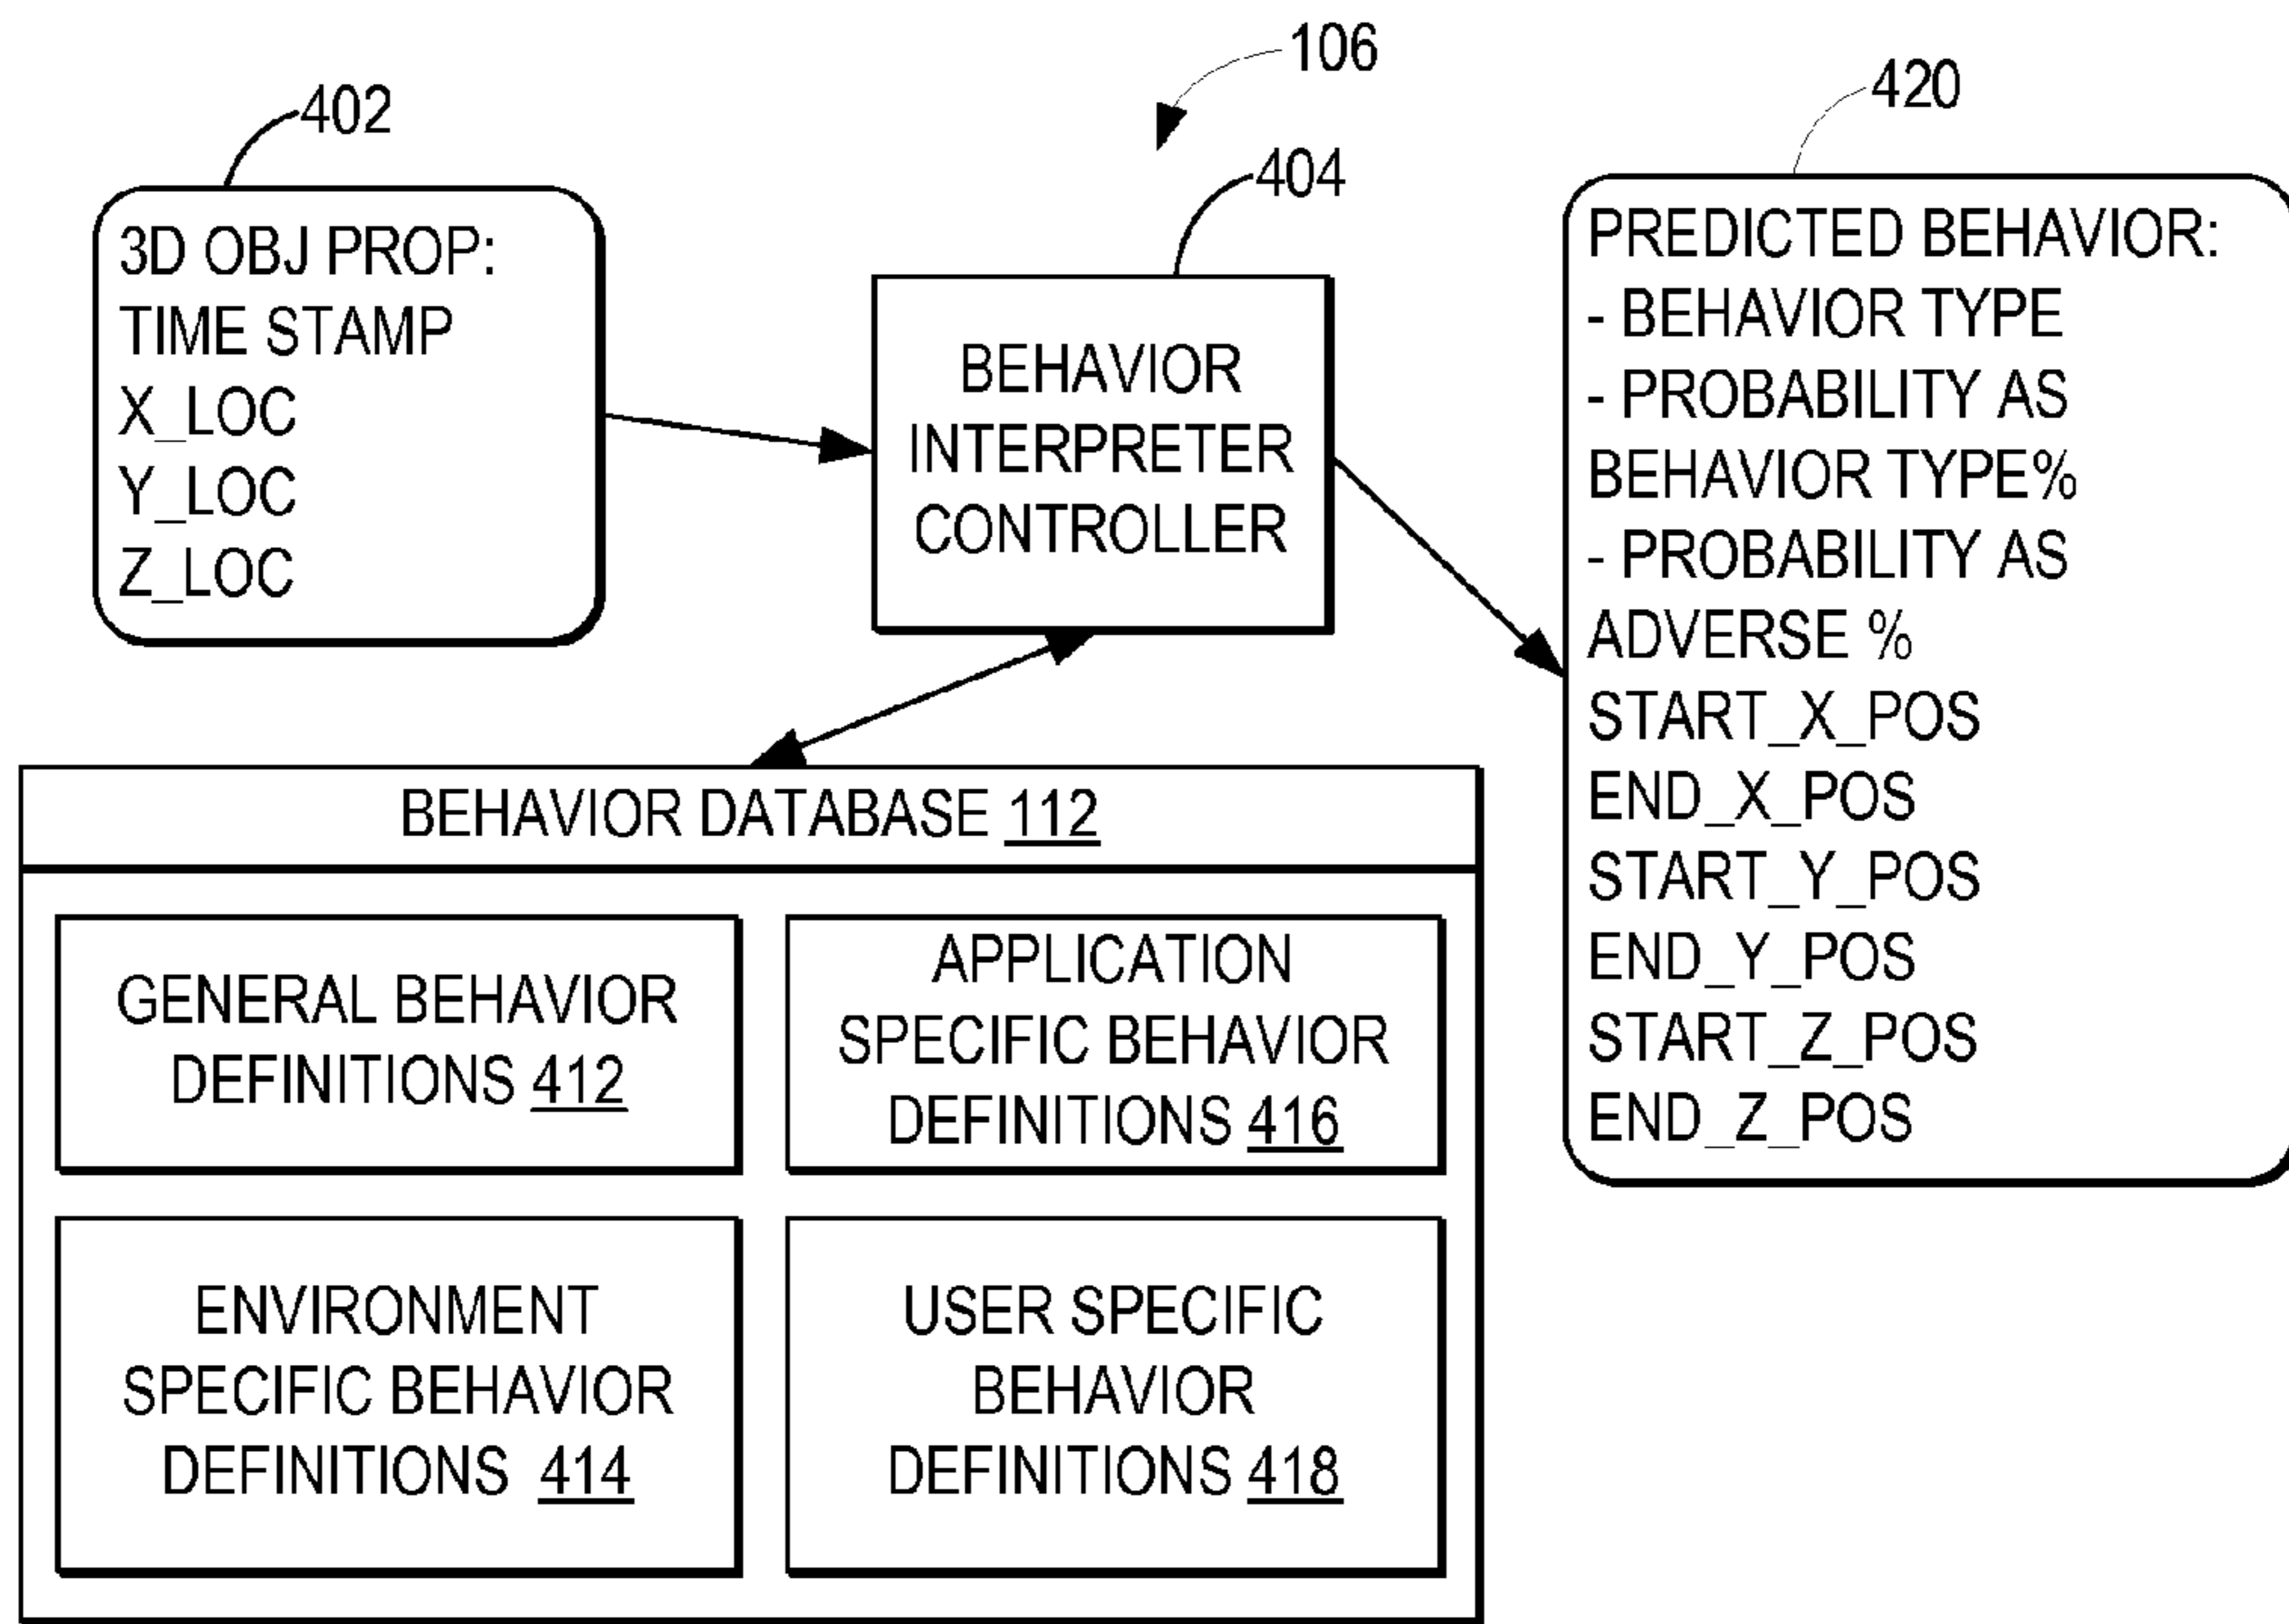 106
402
404
420
3D OBJ PROP:
TIME STAMP
X_LOC
Y_LOC
Z_LOC
BEHAVIOR
INTERPRETER
CONTROLLER
PREDICTED BEHAVIOR:
- BEHAVIOR TYPE
- PROBABILITY AS
BEHAVIOR TYPE%
- PROBABILITY AS
ADVERSE %
START_X_POS
END_X_POS
START_Y_POS
END_Y_POS
START_Z_POS
END_Z_POS
BEHAVIOR DATABASE 112
GENERAL BEHAVIOR
DEFINITIONS 412
APPLICATION
SPECIFIC BEHAVIOR
DEFINITIONS 416
ENVIRONMENT
SPECIFIC BEHAVIOR
DEFINITIONS 414
USER SPECIFIC
BEHAVIOR
DEFINITIONS 418